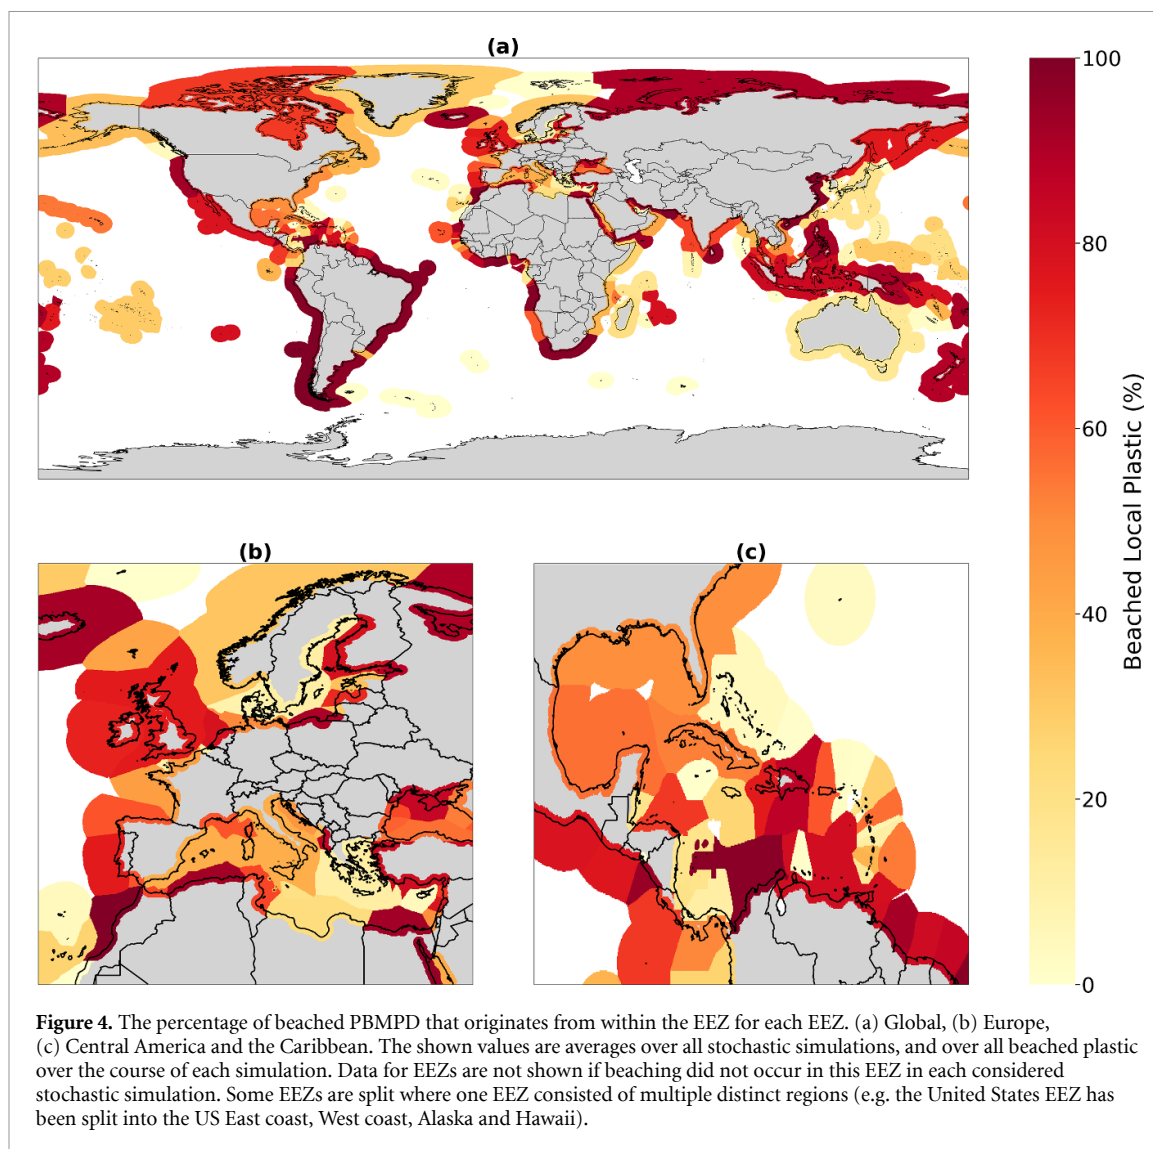 (a)
100
80
60
40
20
0
Beached Local Plastic (%)
(b)
(c)
Figure 4. The percentage of beached PBMPD that originates from within the EEZ for each EEZ. (a) Global, (b) Europe,
(c) Central America and the Caribbean. The shown values are averages over all stochastic simulations, and over all beached plastic
over the course of each simulation. Data for EEZs are not shown if beaching did not occur in this EEZ in each considered
stochastic simulation. Some EEZs are split where one EEZ consisted of multiple distinct regions (e.g. the United States EEZ has
been split into the US East coast, West coast, Alaska and Hawaii).